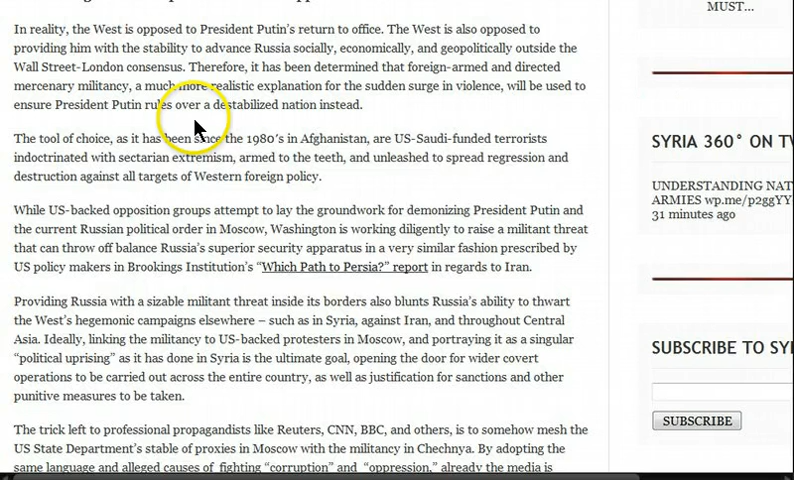 In reality, the West is opposed to President Putin's return to office. The West is also opposed to
providing him with the stability to advance Russia socially, economically, and geopolitically outside the
Wall Street-London consensus. Therefore, it has been determined that foreign-armed and directed
mercenary militancy, a much more realistic explanation for the sudden surge in violence, will be used to
ensure President Putin rules over a destabilized nation instead.
The tool of choice, as it has been since the 1980's in Afghanistan, are US-Saudi-funded terrorists
indoctrinated with sectarian extremism, armed to the teeth, and unleashed to spread regression and
destruction against all targets of Western foreign policy.
While US-backed opposition groups attempt to lay the groundwork for demonizing President Putin and
the current Russian political order in Moscow, Washington is working diligently to raise a militant threat
that can throw off balance Russia's superior security apparatus in a very similar fashion prescribed by
US policy makers in Brookings Institution's "Which Path to Persia?" report in regards to Iran.
Providing Russia with a sizable militant threat inside its borders also blunts Russia's ability to thwart
the West's hegemonic campaigns elsewhere – such as in Syria, against Iran, and throughout Central
Asia. Ideally, linking the militancy to US-backed protesters in Moscow, and portraying it as a singular
"political uprising" as it has done in Syria is the ultimate goal, opening the door for wider covert
operations to be carried out across the entire country, as well as justification for sanctions and other
punitive measures to be taken.
The trick left to professional propagandists like Reuters, CNN, BBC, and others, is to somehow mesh the
US State Department's stable of proxies in Moscow with the militancy in Chechnya. By adopting the
same language and alleged causes of fighting "corruption" and "oppression," already the media is
MUST...
SYRIA 360° ON TW
UNDERSTANDING NAT
ARMIES wp.me/p2ggYY
31 minutes ago
SUBSCRIBE TO SYI
SUBSCRIBE